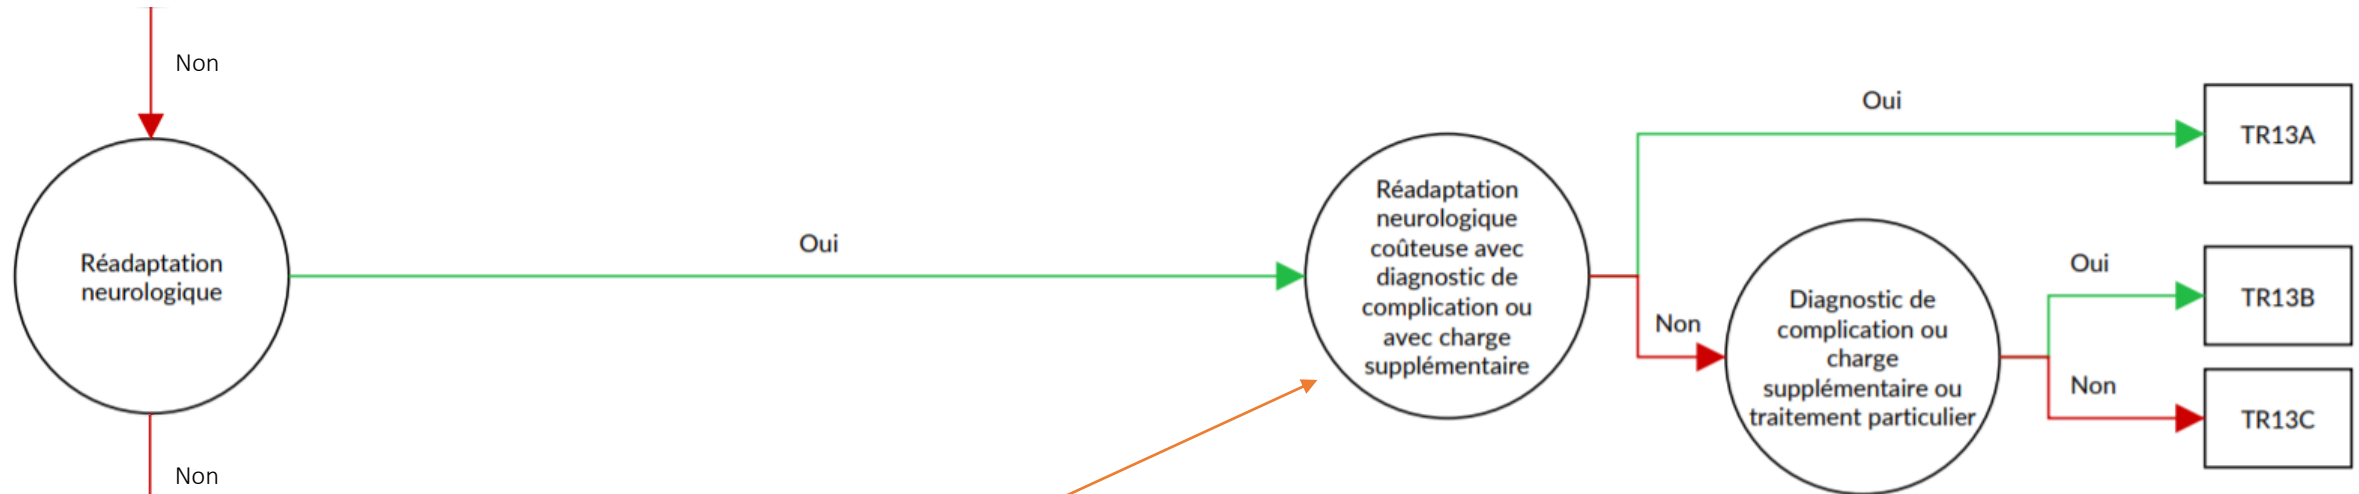 Non
Réadaptation
neurologique
Non
Oui
Réadaptation
neurologique
coûteuse avec
diagnostic de
complication ou
avec charge
supplémentaire
Oui
TR13A
Non
Diagnostic de
complication ou
charge
supplémentaire ou
traitement particulier
Oui
TR13B
Non
TR13C